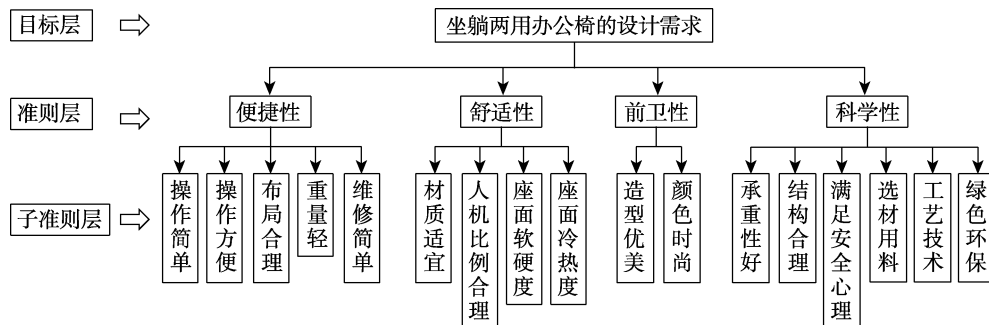 目标层
坐躺两用办公椅的设计需求
准则层
便捷性
舒适性
前卫性
科学性
子准则层
操作简单
操作方便
布局合理
重量轻
维修简单
材质适宜
人机比例合理
座面软硬度
座面冷热度
造型优美
颜色时尚
承重性好
结构合理
满足安全心理
选材用料
工艺技术
绿色环保